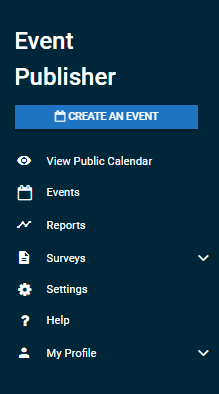 Event
Publisher
CREATE AN EVENT
View Public Calendar
Events
Reports
Surveys
Settings
Help
My Profile